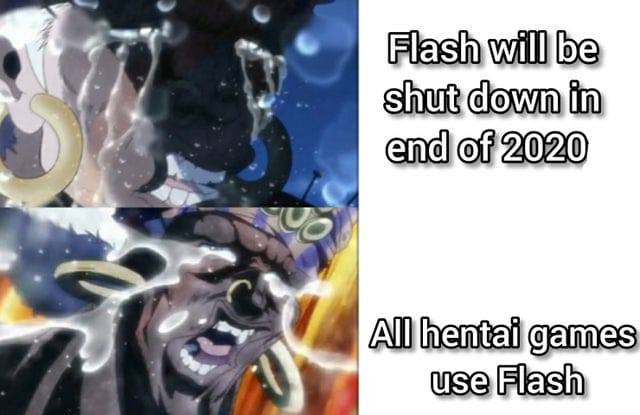 Flash will be
shut down in
end of 2020
All hentai games
use Flash